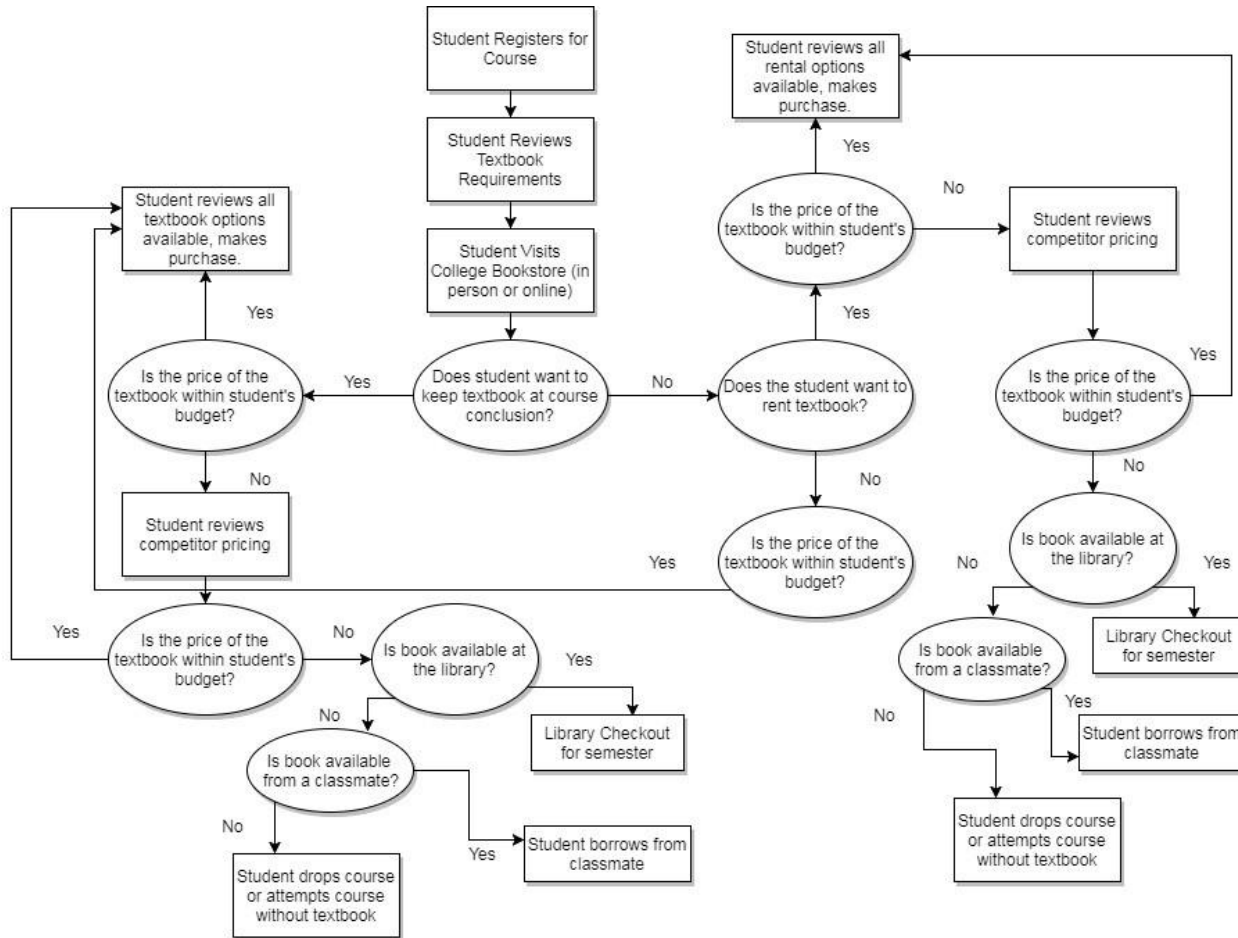 Student Registers for
Course
Student Reviews
Textbook
Requirements
Student Visits
College Bookstore (in
person or online)
Does student want to
keep textbook at course
conclusion?
Yes
No
Is the price of the
textbook within student's
budget?
Yes
Student reviews all
textbook options
available, makes
purchase.
No
Student reviews
competitor pricing
Is the price of the
textbook within student's
budget?
Yes
No
Is book available at
the library?
Yes
Library Checkout
for semester
No
Is book available
from a classmate?
No
Student drops course
or attempts course
without textbook
Yes
Student borrows from
classmate
Does the student want to
rent textbook?
Yes
Is the price of the
textbook within student's
budget?
Yes
Student reviews all
rental options
available, makes
purchase.
No
Student reviews
competitor pricing
Is the price of the
textbook within student's
budget?
Yes
No
Is book available at
the library?
Yes
Library Checkout
for semester
No
Is book available
from a classmate?
Yes
Student borrows from
classmate
No
Student drops course
or attempts course
without textbook
No
Is the price of the
textbook within student's
budget?
Yes